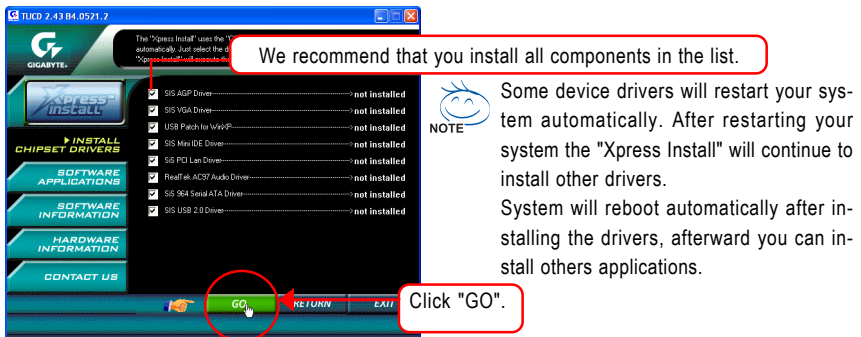 TUCD 2.43 B4.0521.2
GIGABYTE
The "Xpress Install" uses the "C
automatically. Just select the d
"Xpress Install" will execute th
We recommend that you install all components in the list.
Xpress
INSTALL
INSTALL
CHIPSET DRIVERS
SOFTWARE
APPLICATIONS
SOFTWARE
INFORMATION
HARDWARE
INFORMATION
CONTACT US
SIS AGP Driver not installed
SIS VGA Driver not installed
USB Patch for WinXP not installed
SIS Mini IDE Driver not installed
SiS PCI Lan Driver not installed
RealTek AC97 Audio Driver not installed
SiS 964 Serial ATA Driver not installed
SIS USB 2.0 Driver not installed
GO
RETURN
EXIT
Click "GO".
NOTE
Some device drivers will restart your sys-
tem automatically. After restarting your
system the "Xpress Install" will continue to
install other drivers.
System will reboot automatically after in-
stalling the drivers, afterward you can in-
stall others applications.